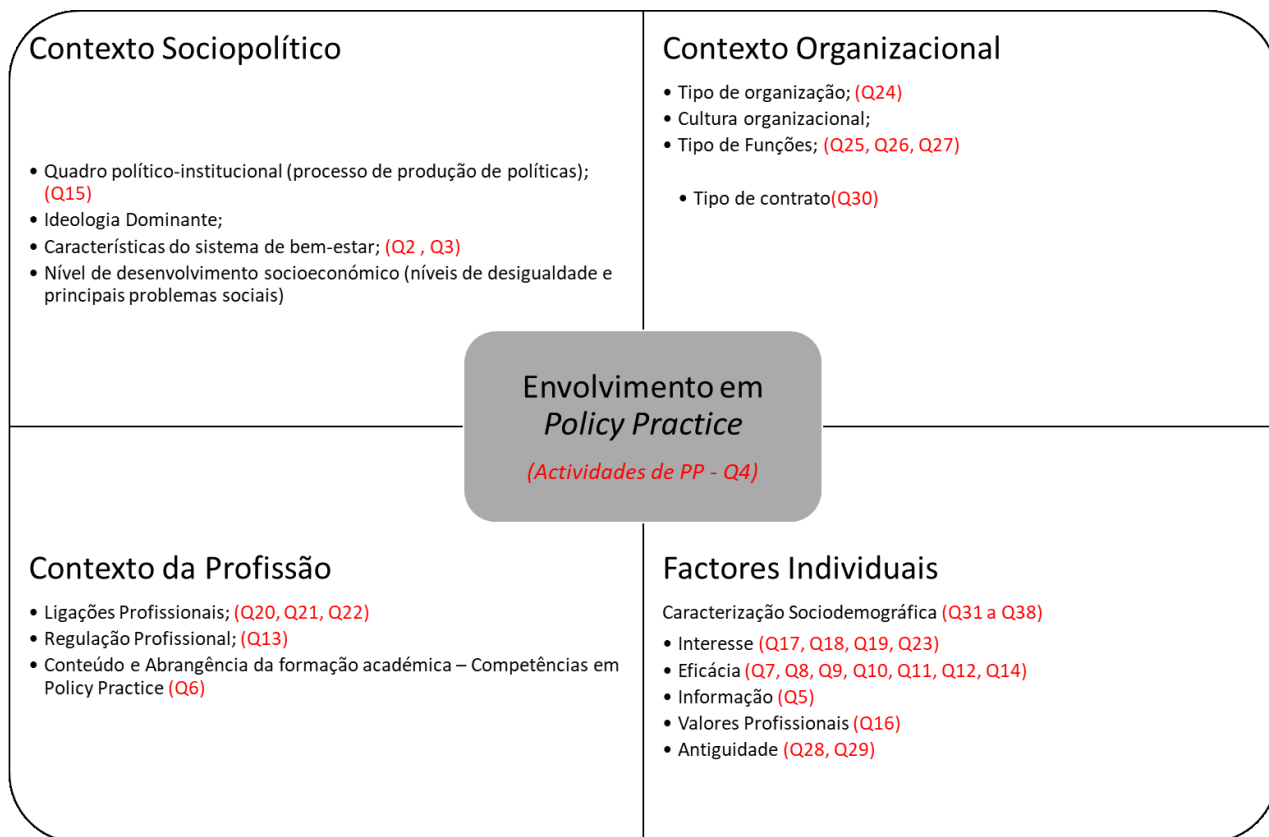 Contexto Sociopolítico
• Quadro político-institucional (processo de produção de políticas);
(Q15)
• Ideologia Dominante;
• Características do sistema de bem-estar; (Q2 , Q3)
• Nível de desenvolvimento socioeconómico (níveis de desigualdade e
principais problemas sociais)
Contexto Organizacional
• Tipo de organização; (Q24)
• Cultura organizacional;
• Tipo de Funções; (Q25, Q26, Q27)
• Tipo de contrato(Q30)
Envolvimento em
Policy Practice
(Actividades de PP - Q4)
Contexto da Profissão
• Ligações Profissionais; (Q20, Q21, Q22)
• Regulação Profissional; (Q13)
• Conteúdo e Abrangência da formação académica – Competências em
Policy Practice (Q6)
Factores Individuais
Caracterização Sociodemográfica (Q31 a Q38)
• Interesse (Q17, Q18, Q19, Q23)
• Eficácia (Q7, Q8, Q9, Q10, Q11, Q12, Q14)
• Informação (Q5)
• Valores Profissionais (Q16)
• Antiguidade (Q28, Q29)